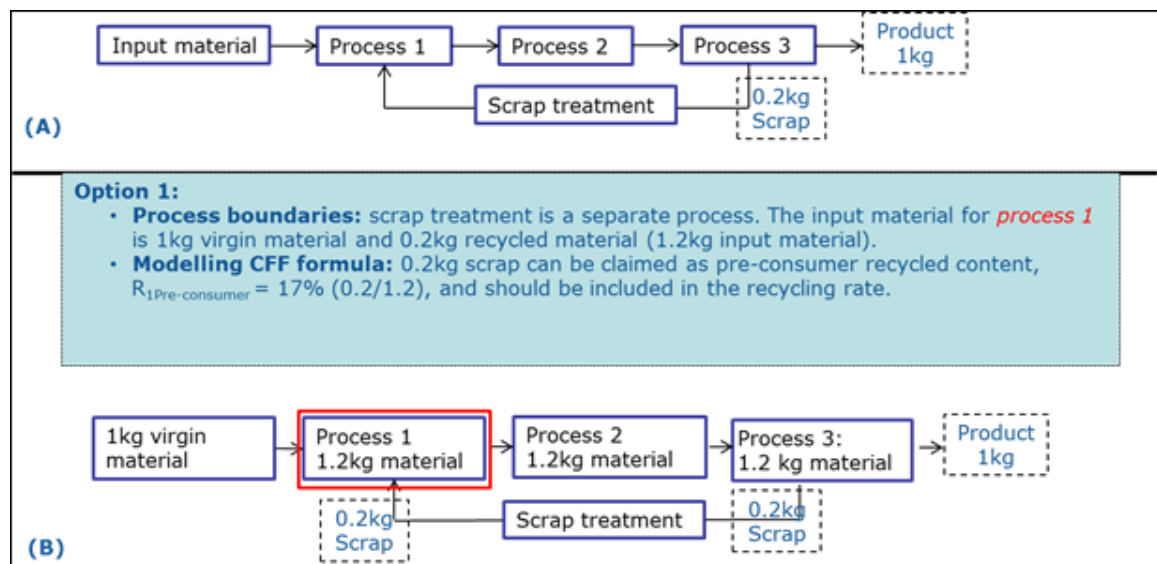 Input material
Process 1
Process 2
Process 3
Product
1kg
Scrap treatment
0.2kg
Scrap
(A)
Option 1:
• Process boundaries: scrap treatment is a separate process. The input material for process 1
is 1kg virgin material and 0.2kg recycled material (1.2kg input material).
• Modelling CFF formula: 0.2kg scrap can be claimed as pre-consumer recycled content,
R1Pre-consumer = 17% (0.2/1.2), and should be included in the recycling rate.
1kg virgin
material
Process 1
1.2kg material
Process 2
1.2kg material
Process 3:
1.2 kg material
Product
1kg
0.2kg
Scrap
Scrap treatment
0.2kg
Scrap
(B)